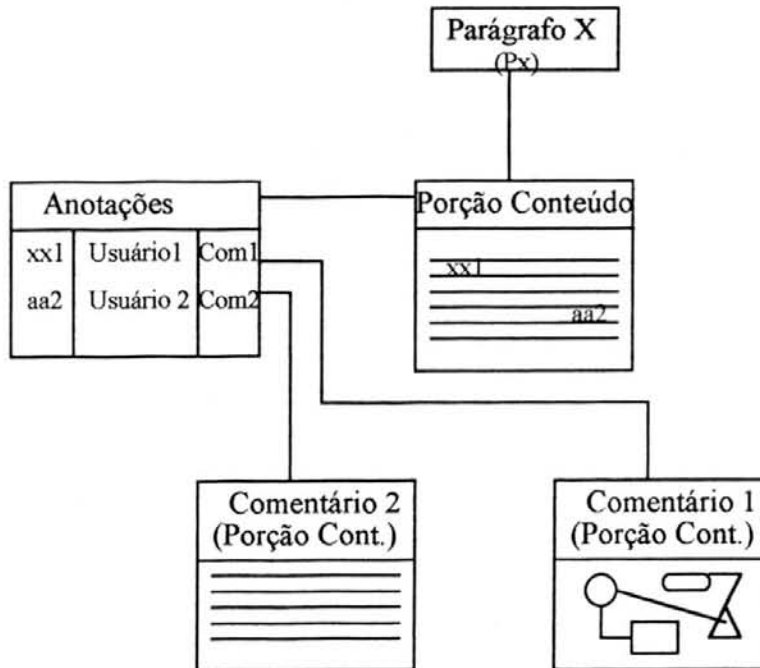 Parágrafo X
(Px)
Anotações
Porção Conteúdo
xx1 Usuário1 Com1
aa2 Usuário 2 Com2
xx1
aa2
Comentário 2
(Porção Cont.)
Comentário 1
(Porção Cont.)